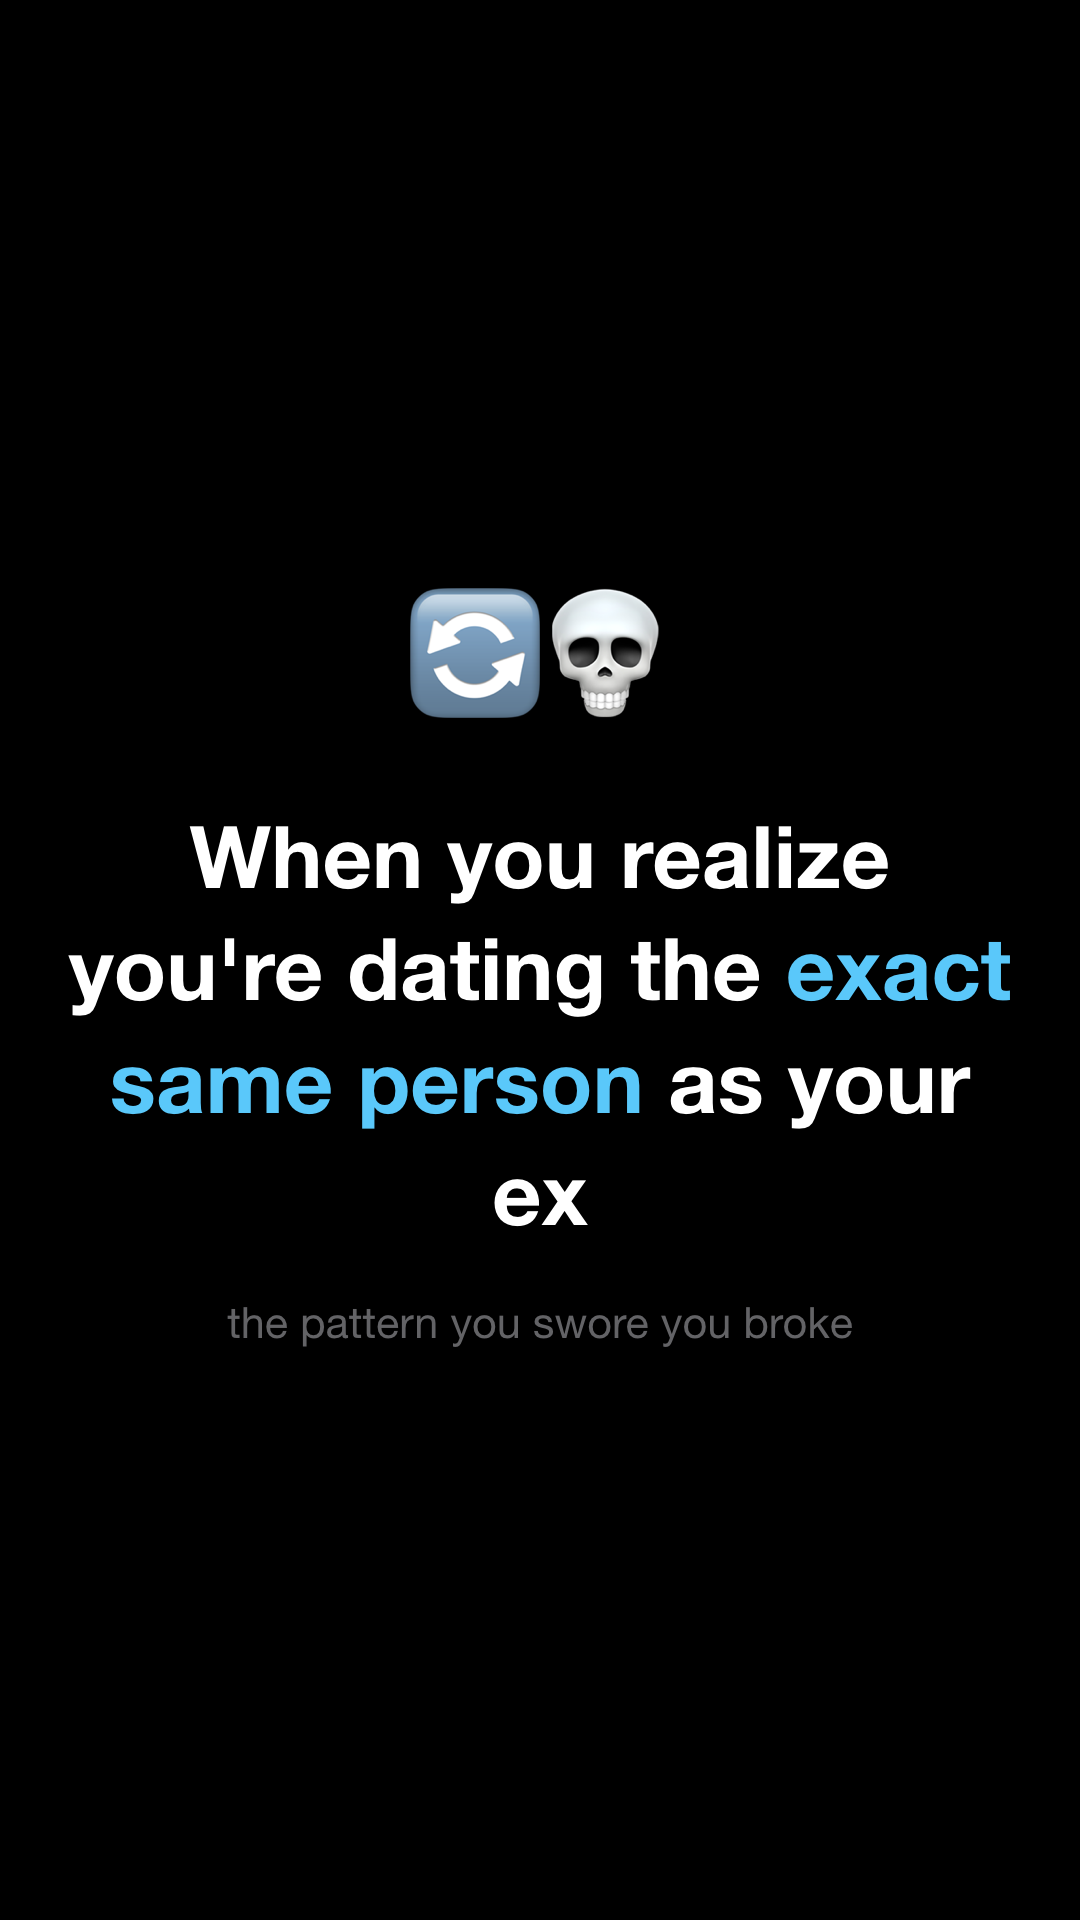 When you realize
you're dating the exact
same person as your
ex
the pattern you swore you broke